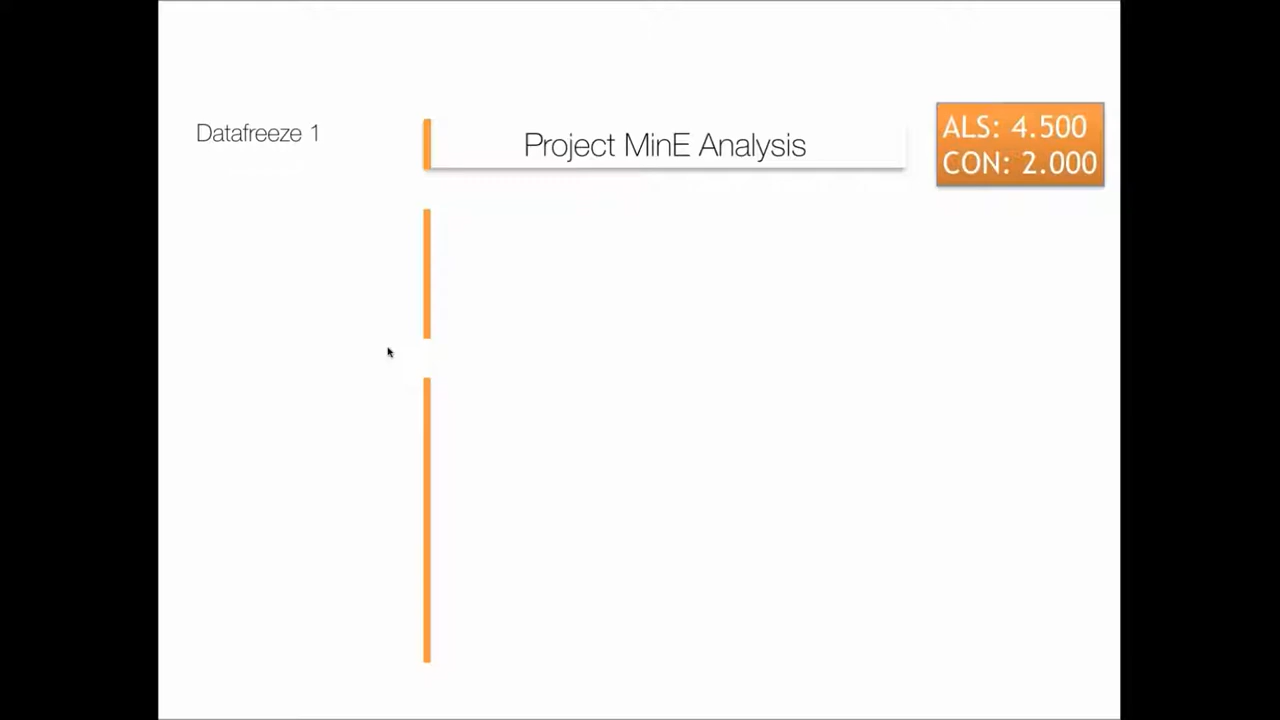 Datafreeze 1
Project MinE Analysis
ALS: 4.500
CON: 2.000